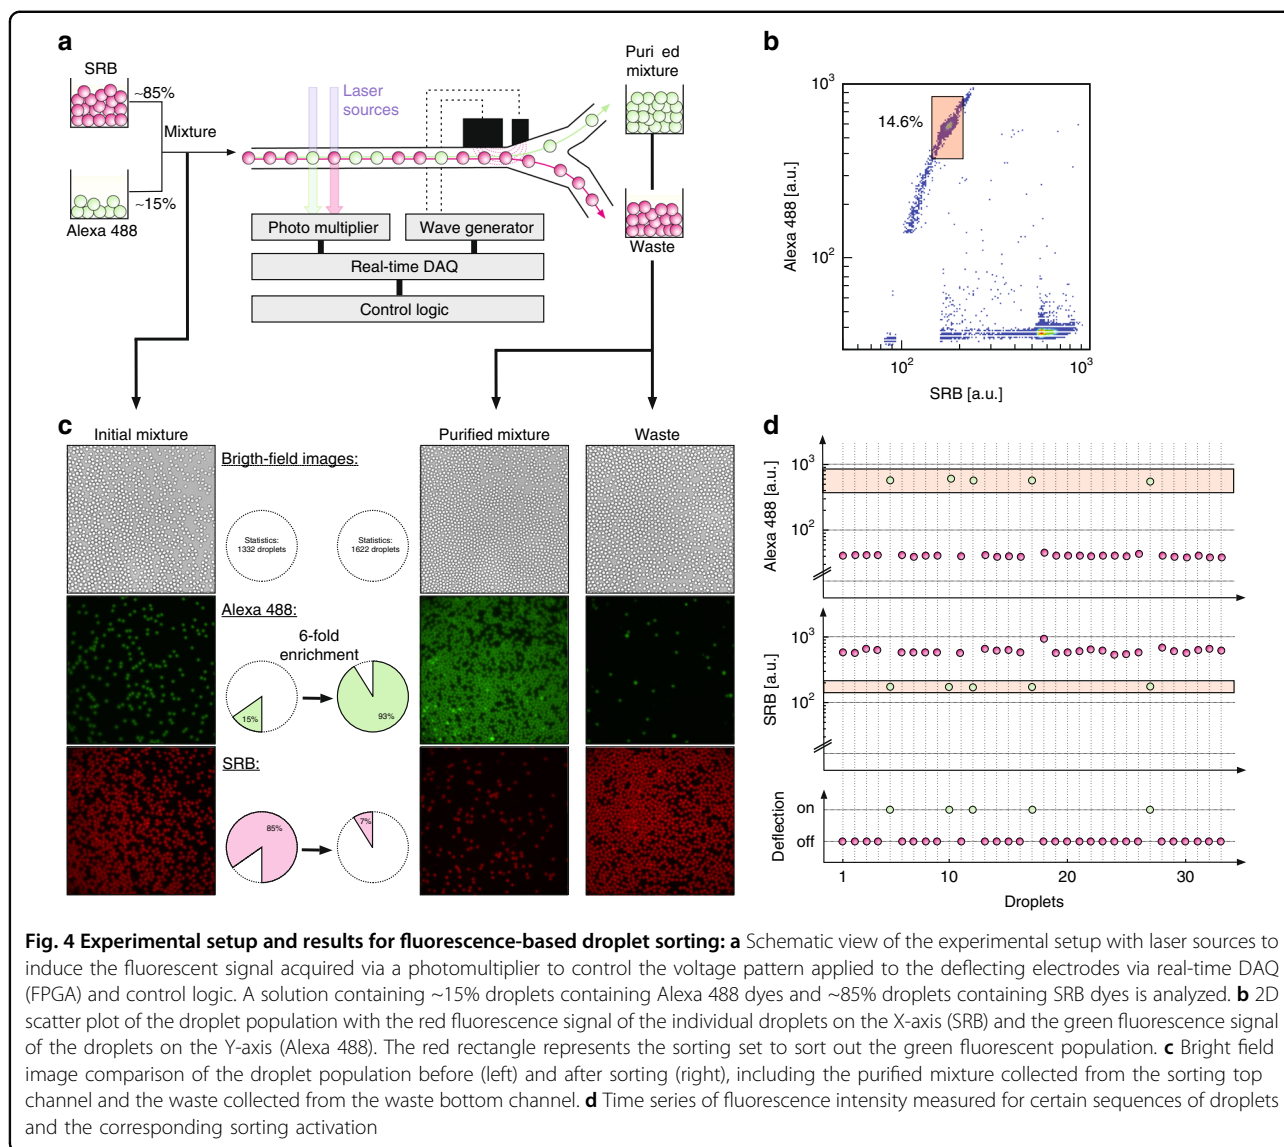 a
SRB
~85%
Mixture
~15%
Alexa 488
Laser
sources
Photo multiplier
Wave generator
Real-time DAQ
Control logic
Puri ed
mixture
Waste
b
Alexa 488 [a.u.]
10³
10²
14.6%
10²
10³
SRB [a.u.]
c
Initial mixture
Purified mixture
Waste
Brigth-field images:
Statistics:
1332 droplets
Statistics:
1622 droplets
Alexa 488:
6-fold
enrichment
15%
93%
SRB:
85%
7%
d
Alexa 488 [a.u.]
10³
10²
SRB [a.u.]
10³
10²
Deflection
on
off
1
10
20
30
Droplets
Fig. 4 Experimental setup and results for fluorescence-based droplet sorting: a Schematic view of the experimental setup with laser sources to
induce the fluorescent signal acquired via a photomultiplier to control the voltage pattern applied to the deflecting electrodes via real-time DAQ
(FPGA) and control logic. A solution containing ~15% droplets containing Alexa 488 dyes and ~85% droplets containing SRB dyes is analyzed. b 2D
scatter plot of the droplet population with the red fluorescence signal of the individual droplets on the X-axis (SRB) and the green fluorescence signal
of the droplets on the Y-axis (Alexa 488). The red rectangle represents the sorting set to sort out the green fluorescent population. c Bright field
image comparison of the droplet population before (left) and after sorting (right), including the purified mixture collected from the sorting top
channel and the waste collected from the waste bottom channel. d Time series of fluorescence intensity measured for certain sequences of droplets
and the corresponding sorting activation